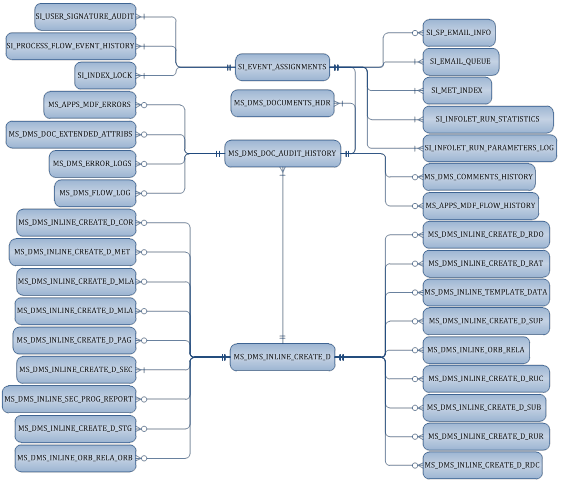 SI_USER_SIGNATURE_AUDIT
SI_PROCESS_FLOW_EVENT_HISTORY
SI_INDEX_LOCK
MS_APPS_MDF_ERRORS
MS_DMS_DOC_EXTENDED_ATTRIBS
MS_DMS_ERROR_LOGS
MS_DMS_FLOW_LOG
MS_DMS_INLINE_CREATE_D_COR
MS_DMS_INLINE_CREATE_D_MET
MS_DMS_INLINE_CREATE_D_MLA
MS_DMS_INLINE_CREATE_D_MLA
MS_DMS_INLINE_CREATE_D_PAG
MS_DMS_INLINE_CREATE_D_SEC
MS_DMS_INLINE_SEC_PROG_REPORT
MS_DMS_INLINE_CREATE_D_STG
MS_DMS_INLINE_ORB_RELA_ORB
SI_EVENT_ASSIGNMENTS
MS_DMS_DOCUMENTS_HDR
MS_DMS_DOC_AUDIT_HISTORY
MS_DMS_INLINE_CREATE_D
SI_SP_EMAIL_INFO
SI_EMAIL_QUEUE
SI_MET_INDEX
SI_INFOLET_RUN_STATISTICS
SI_INFOLET_RUN_PARAMETERS_LOG
MS_DMS_COMMENTS_HISTORY
MS_APPS_MDF_FLOW_HISTORY
MS_DMS_INLINE_CREATE_D_RDO
MS_DMS_INLINE_CREATE_D_RAT
MS_DMS_INLINE_TEMPLATE_DATA
MS_DMS_INLINE_CREATE_D_SUP
MS_DMS_INLINE_ORB_RELA
MS_DMS_INLINE_CREATE_D_RUC
MS_DMS_INLINE_CREATE_D_SUB
MS_DMS_INLINE_CREATE_D_RUR
MS_DMS_INLINE_CREATE_D_RDC